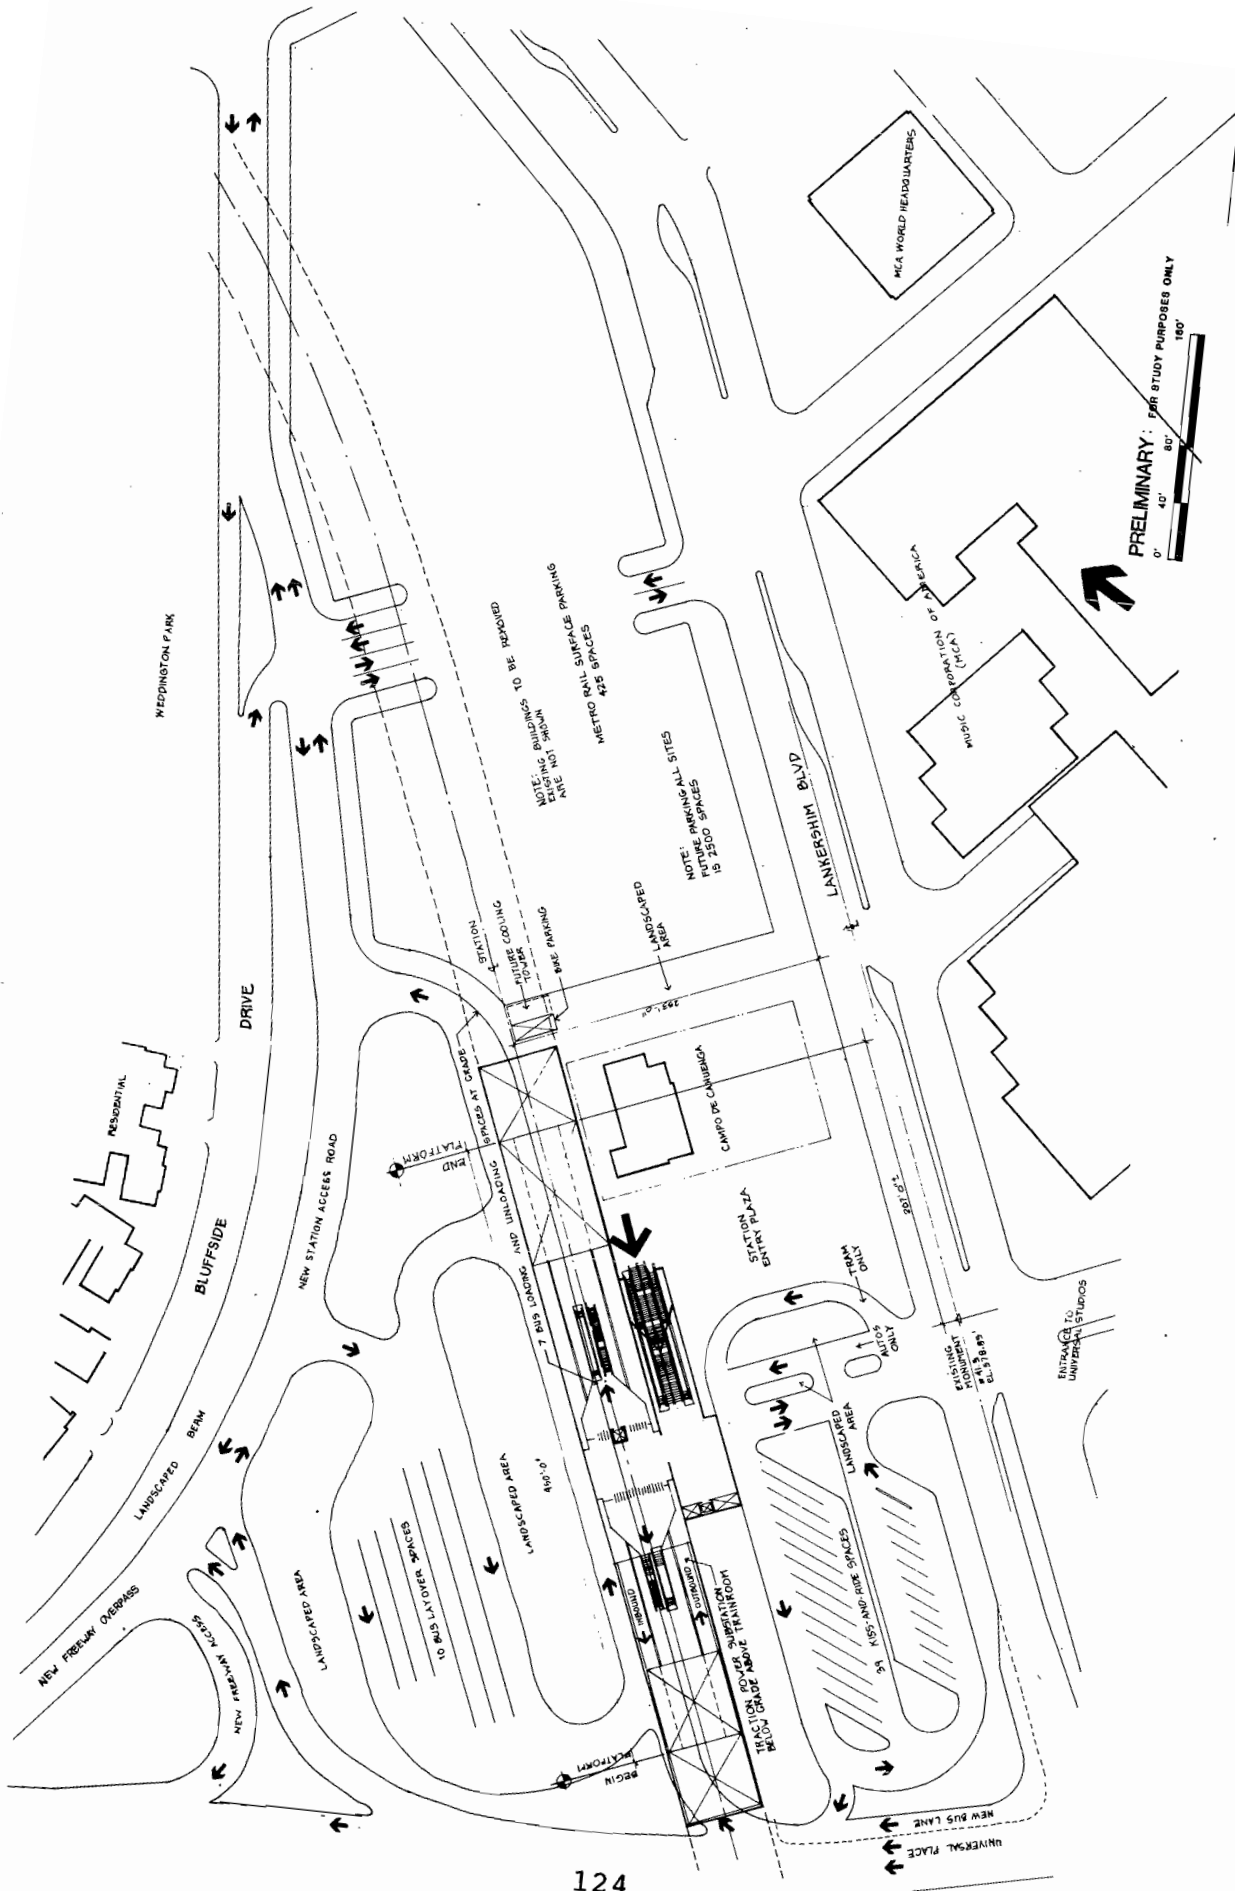 MCA WORLD HEADQUARTERS
PRELIMINARY: FOR STUDY PURPOSES ONLY
0' 40' 80' 160'
WEDDINGTON PARK
MUSIC CORPORATION OF AMERICA
(MCA)
NOTE:
EXISTING BUILDINGS TO BE REMOVED
ARE NOT SHOWN
METRO RAIL SURFACE PARKING
425 SPACES
NOTE:
FUTURE PARKING ALL SITES
IS 2500 SPACES
LANKERSHIM BLVD
STATION
FUTURE COOLING
TOWER
BIKE PARKING
LANDSCAPED
AREA
253'-0"
DRIVE
RESIDENTIAL
BLUFFSIDE
NEW STATION ACCESS ROAD
END
PLATFORM
7 BUS LOADING AND UNLOADING SPACES AT GRADE
CAMPO DE CAHUENGA
STATION
ENTRY PLAZA
207'-0"±
TRAM
ONLY
AUTOS
ONLY
EXISTING
MONUMENT
ENTRANCE TO
UNIVERSAL STUDIOS
LANDSCAPED BERM
LANDSCAPED AREA
450'-0"
LANDSCAPED
AREA
10 BUS LAYOVER SPACES
LANDSCAPED AREA
NEW FREEWAY OVERPASS
NEW FREEWAY ACCESS
INBOUND
OUTBOUND
39 KISS-AND-RIDE SPACES
TRACTION POWER SUBSTATION
BELOW GRADE ABOVE TRAINROOM
BEGIN
PLATFORM
NEW BUS LANE
UNIVERSAL PLACE
124